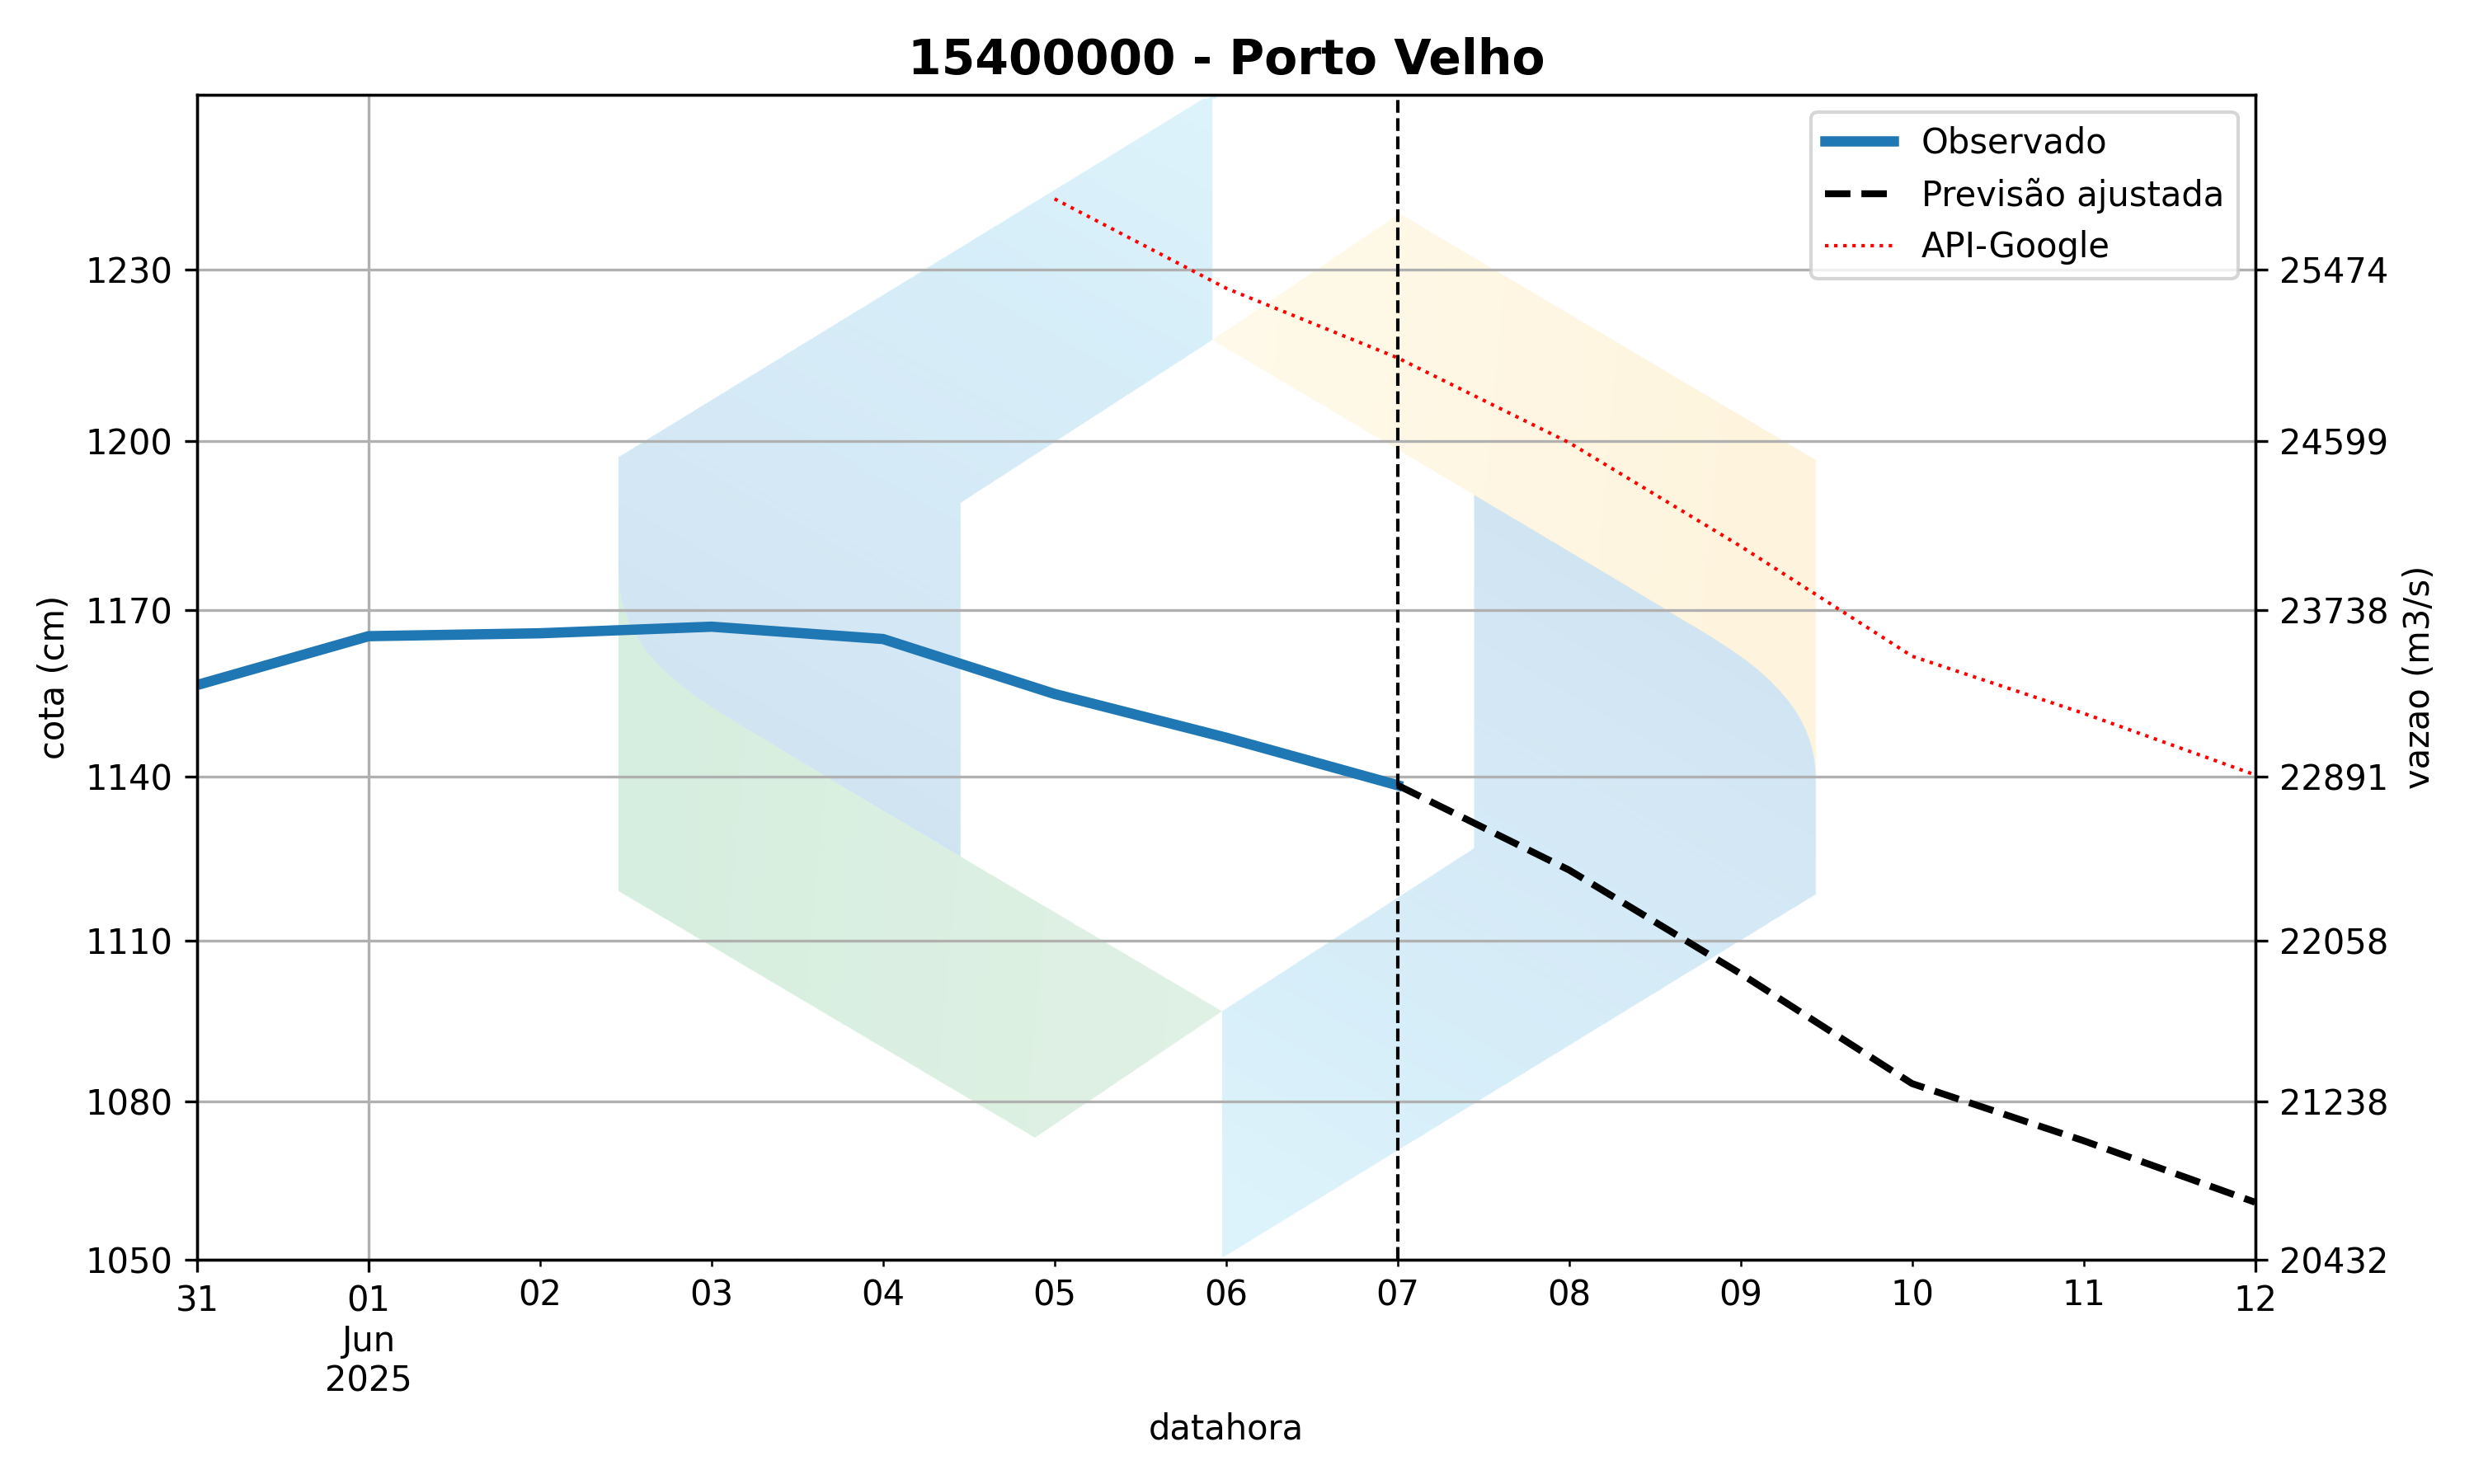 15400000 - Porto Velho
Observado
Previsão ajustada
API-Google
cota (cm)
1230
1200
1170
1140
1110
1080
1050
25474
24599
23738
22891
22058
21238
20432
vazao (m3/s)
31 01 02 03 04 05 06 07 08 09 10 11 12
Jun
2025
datahora